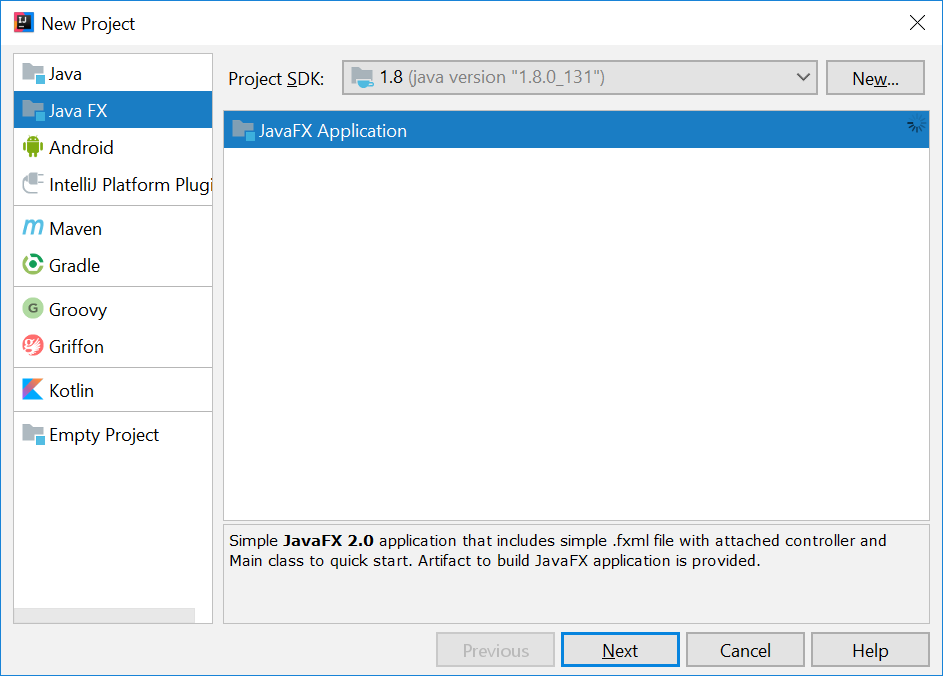 New Project
Java
Java FX
Android
IntelliJ Platform Plugi
Maven
Gradle
Groovy
Griffon
Kotlin
Empty Project
Project SDK:
1.8 (java version "1.8.0_131")
New...
JavaFX Application
Simple JavaFX 2.0 application that includes simple .fxml file with attached controller and
Main class to quick start. Artifact to build JavaFX application is provided.
Previous
Next
Cancel
Help